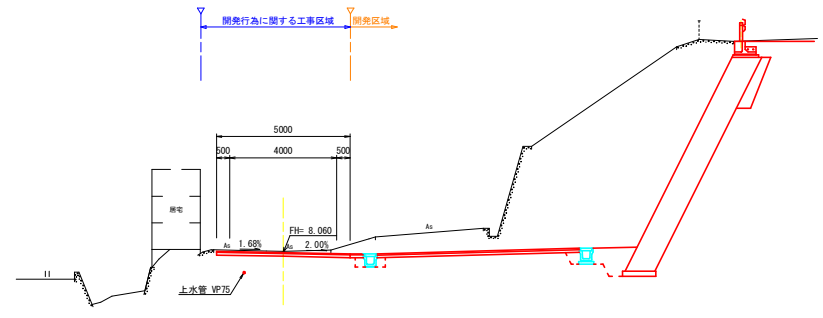 開発行為に関する工事区域
開発区域
5000
500
4000
500
居宅
FH= 8.060
As
1.68%
As
2.00%
As
上水管 VP75